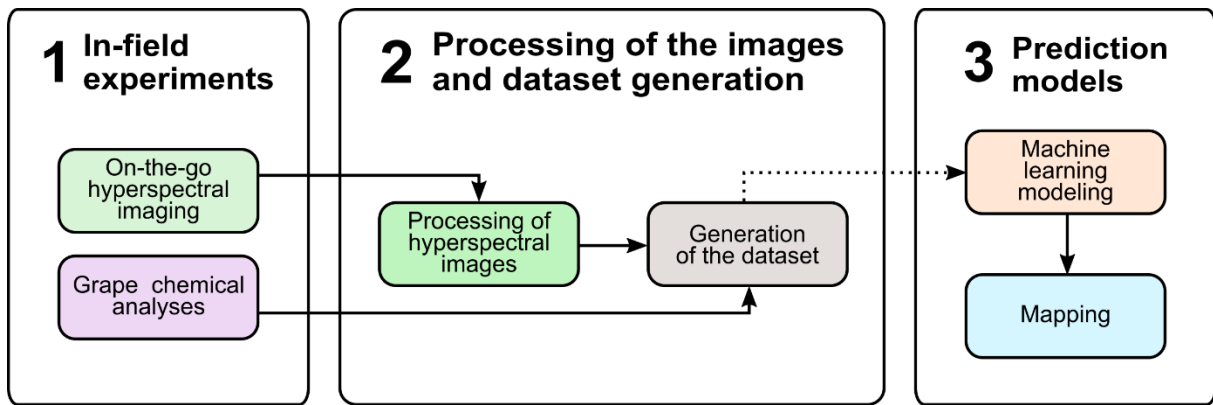 1 In-field
experiments
On-the-go
hyperspectral
imaging
Grape chemical
analyses
2 Processing of the images
and dataset generation
Processing of
hyperspectral
images
Generation
of the dataset
3 Prediction
models
Machine
learning
modeling
Mapping